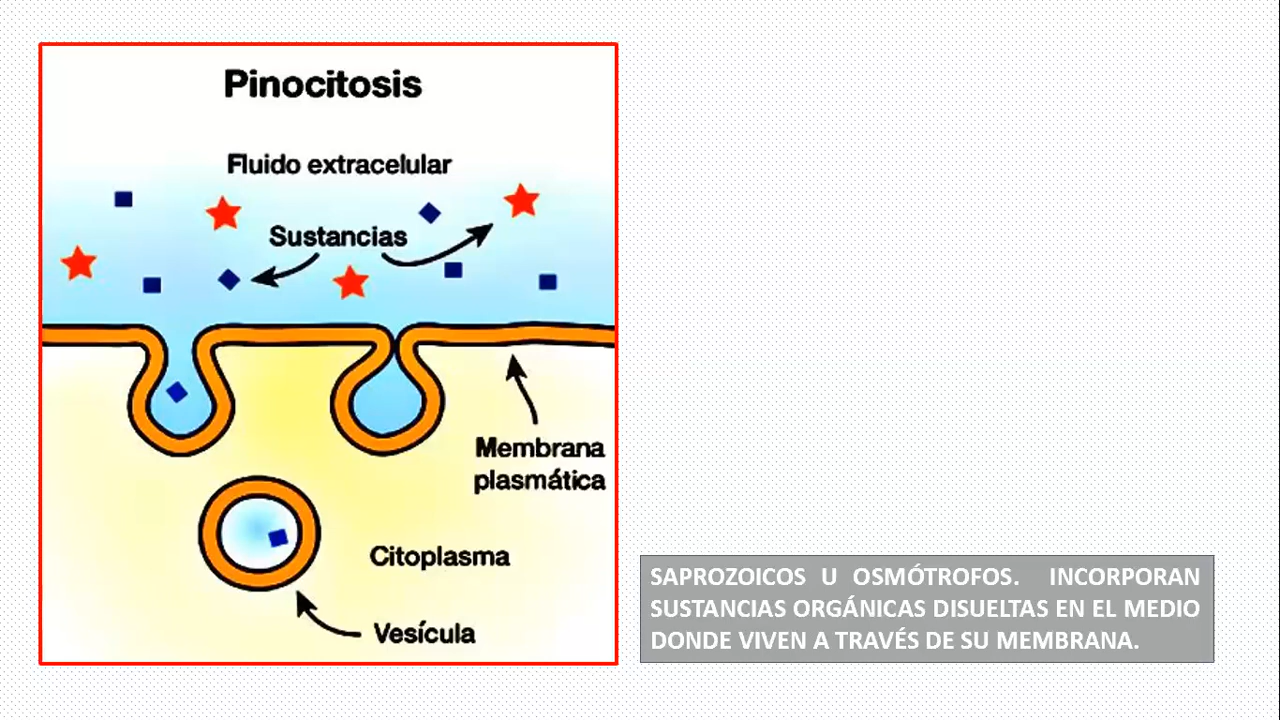 Pinocitosis
Fluido extracelular
Sustancias
Membrana
plasmática
Citoplasma
Vesícula
SAPROZOICOS U OSMÓTROFOS. INCORPORAN
SUSTANCIAS ORGÁNICAS DISUELTAS EN EL MEDIO
DONDE VIVEN A TRAVÉS DE SU MEMBRANA.